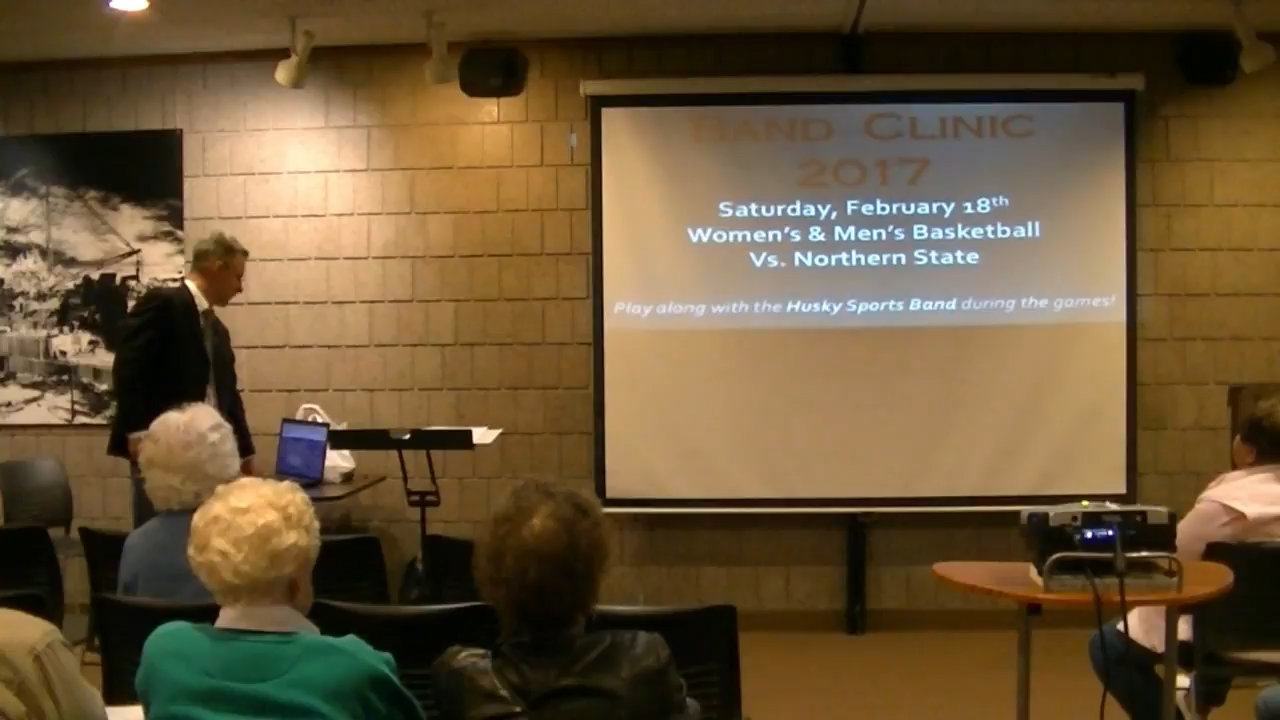 BAND CLINIC
2017
Saturday, February 18th
Women's & Men's Basketball
Vs. Northern State
Play along with the Husky Sports Band during the games!